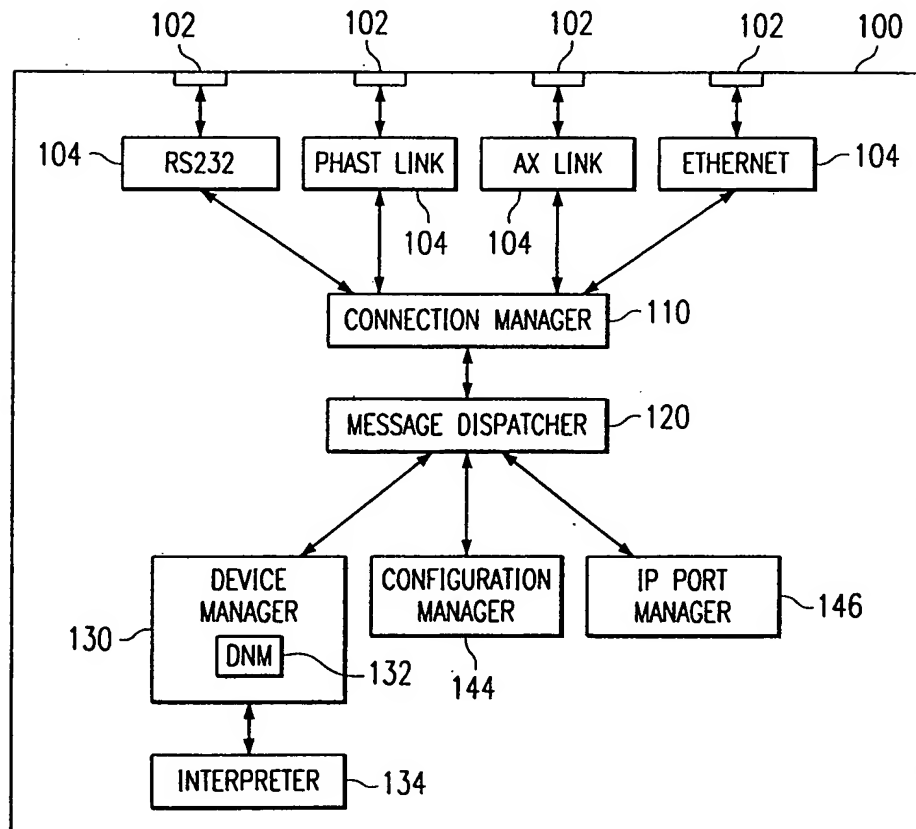 102 102 102 102 100
104 RS232 PHAST LINK AX LINK ETHERNET 104
104 104
CONNECTION MANAGER 110
MESSAGE DISPATCHER 120
DEVICE MANAGER
CONFIGURATION MANAGER
IP PORT MANAGER
146
130
DNM
132
144
INTERPRETER 134